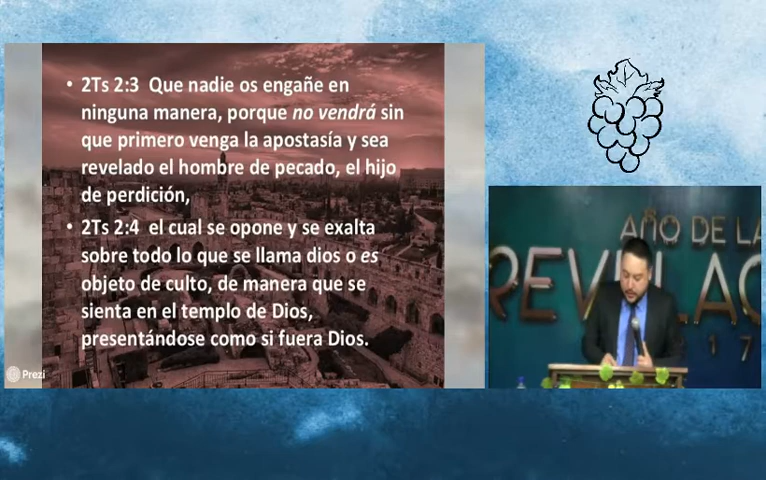 • 2Ts 2:3 Que nadie os engañe en
ninguna manera, porque no vendrá sin
que primero venga la apostasía y sea
revelado el hombre de pecado, el hijo
de perdición,
• 2Ts 2:4 el cual se opone y se exalta
sobre todo lo que se llama dios o es
objeto de culto, de manera que se
sienta en el templo de Dios,
presentándose como si fuera Dios.
Prezi
AÑO DE LA
REVELAC
1 7